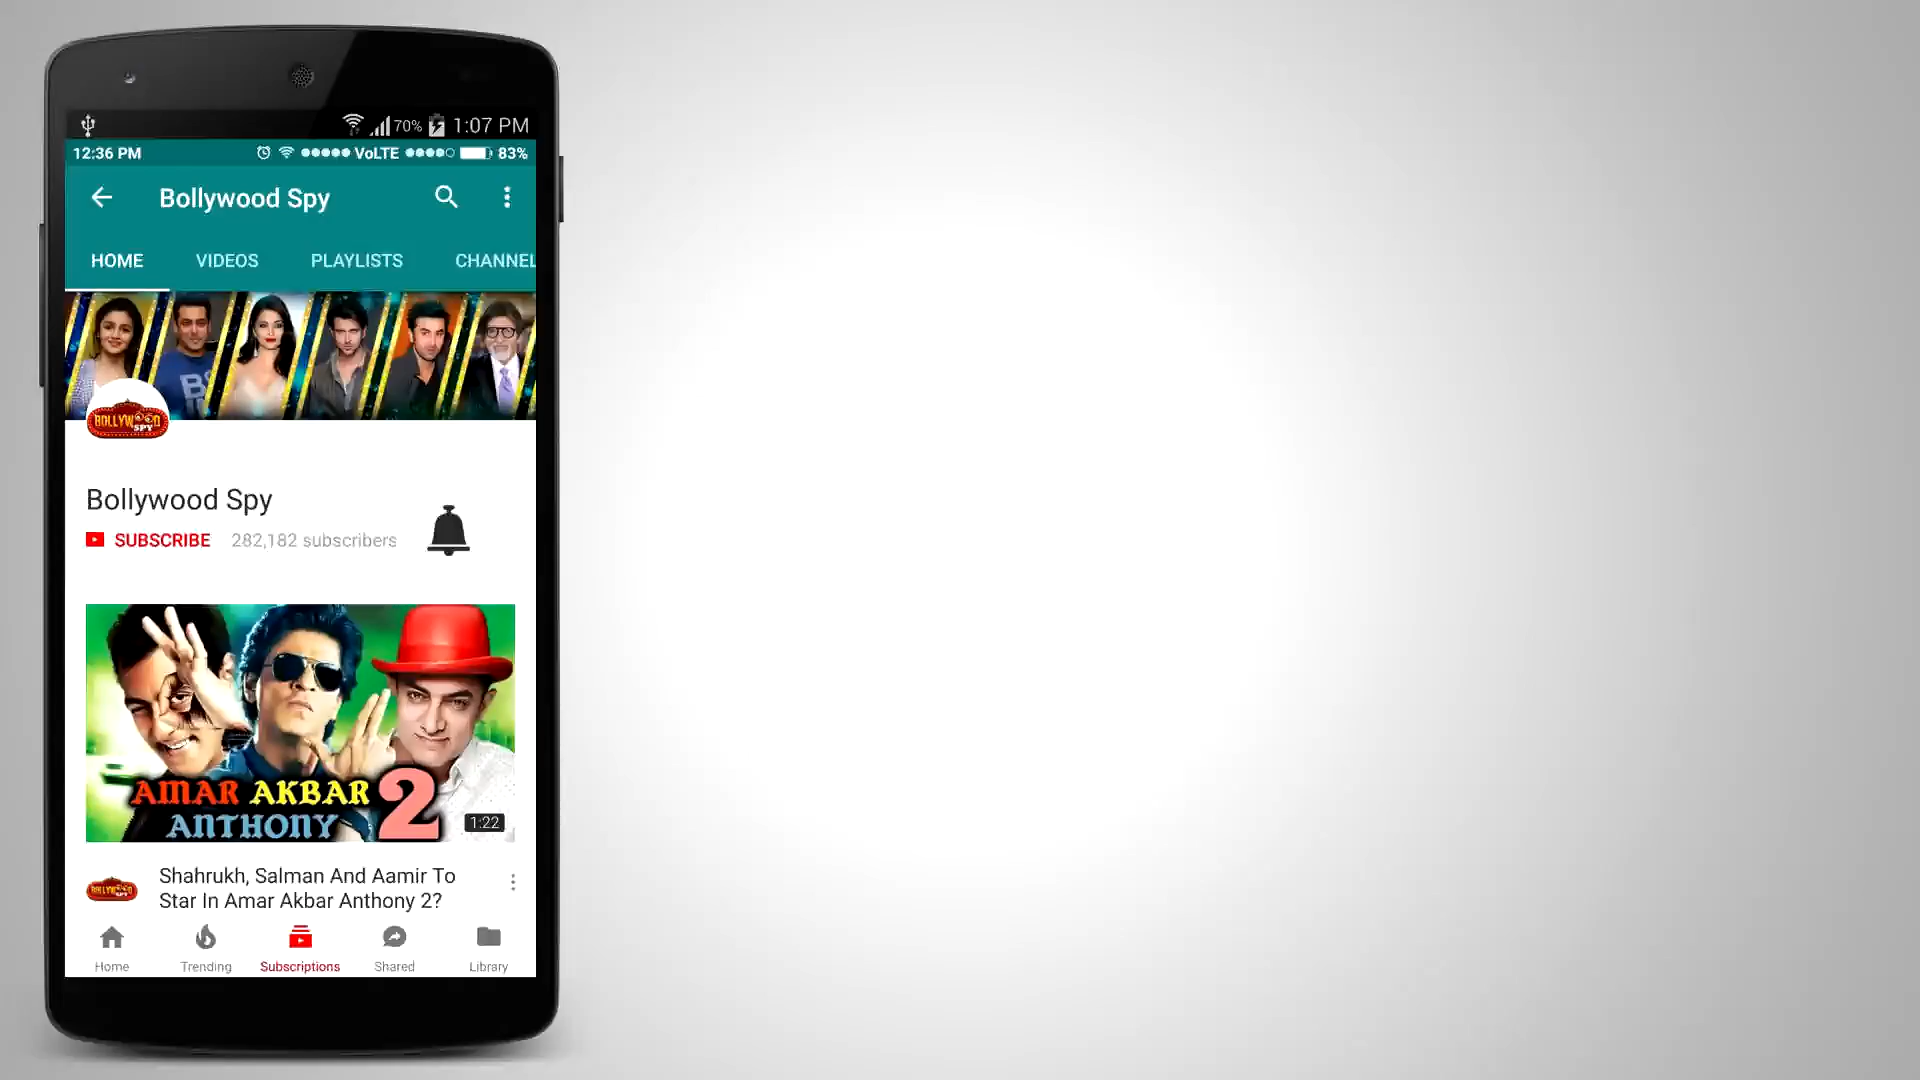 70% 1:07 PM
12:36 PM VoLTE 83%
Bollywood Spy
HOME VIDEOS PLAYLISTS CHANNEL
BOLLYWOOD
SPY
Bollywood Spy
SUBSCRIBE 282,182 subscribers
AMAR AKBAR
ANTHONY 2
1:22
Shahrukh, Salman And Aamir To
Star In Amar Akbar Anthony 2?
Home Trending Subscriptions Shared Library